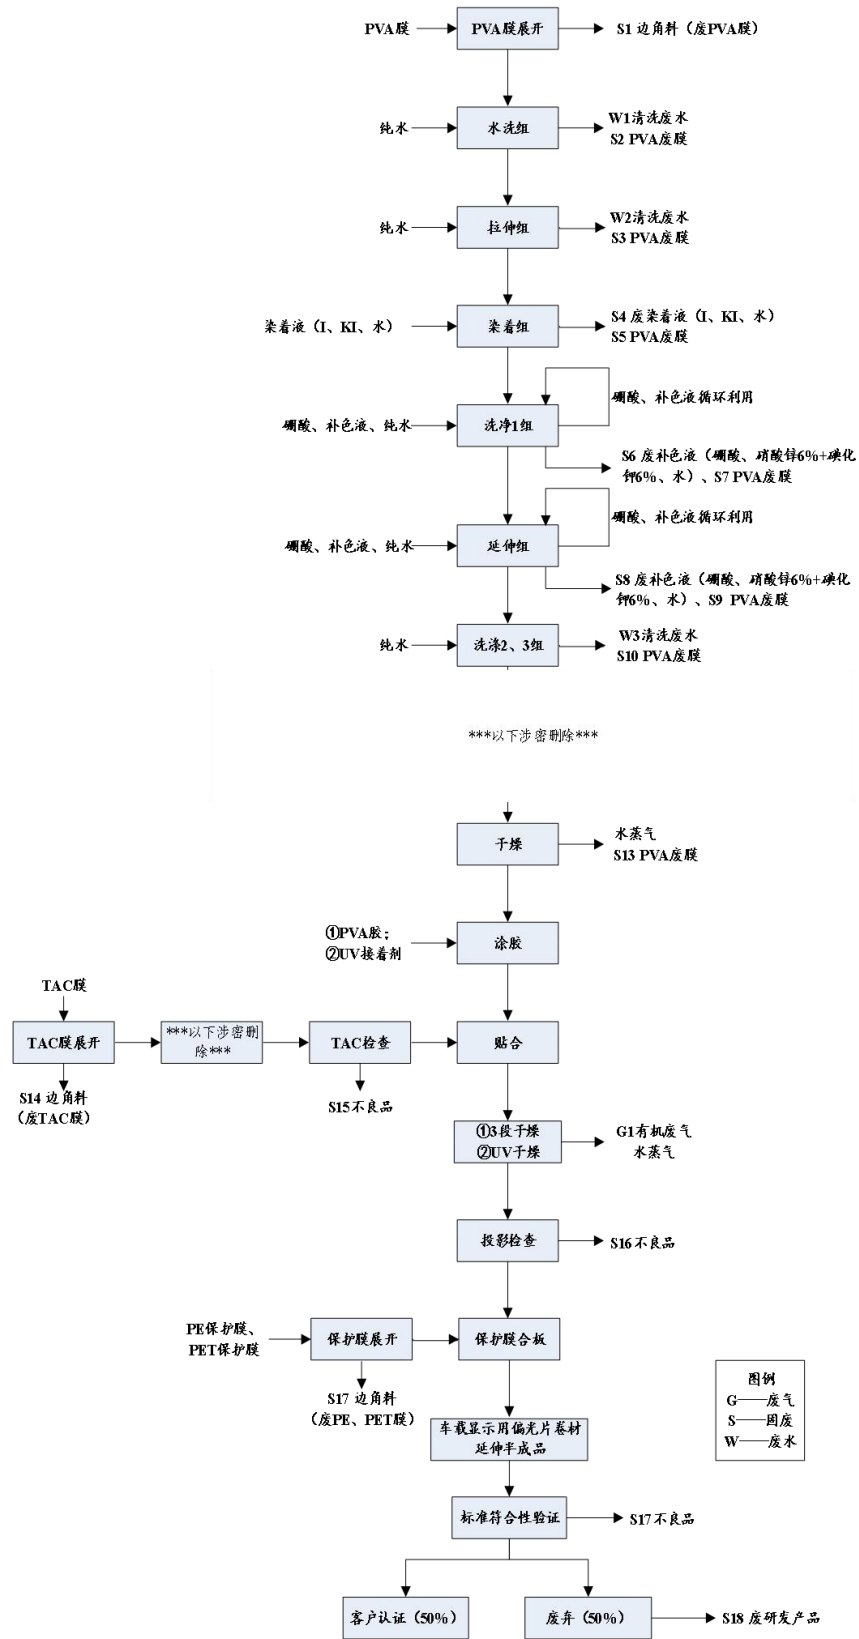 PVA膜
PVA膜展开
S1 边角料（废PVA膜）
纯水
水洗组
W1清洗废水
S2 PVA废膜
纯水
拉伸组
W2清洗废水
S3 PVA废膜
染着液（I、KI、水）
染着组
S4 废染着液（I、KI、水）
S5 PVA废膜
硼酸、补色液循环利用
硼酸、补色液、纯水
洗净1组
S6 废补色液（硼酸、硝酸锌6%+碘化
钾6%、水）、S7 PVA废膜
硼酸、补色液循环利用
硼酸、补色液、纯水
延伸组
S8 废补色液（硼酸、硝酸锌6%+碘化
钾6%、水）、S9 PVA废膜
纯水
洗涤2、3组
W3清洗废水
S10 PVA废膜
***以下涉密删除***
干燥
水蒸气
S13 PVA废膜
①PVA胶；
②UV接着剂
涂胶
TAC膜
TAC膜展开
***以下涉密删
除***
TAC检查
贴合
S14 边角料
（废TAC膜）
S15不良品
①3段干燥
②UV干燥
G1有机废气
水蒸气
投影检查
S16不良品
PE保护膜、
PET保护膜
保护膜展开
保护膜合板
S17 边角料
（废PE、PET膜）
图例
G——废气
S——固废
W——废水
车载显示用偏光片卷材
延伸半成品
标准符合性验证
S17不良品
客户认证（50%）
废弃（50%）
S18 废研发产品